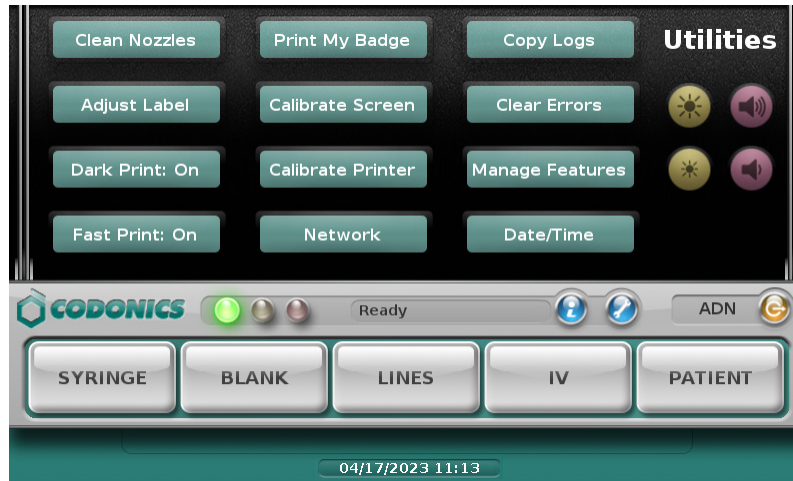 Clean Nozzles
Print My Badge
Copy Logs
Utilities
Adjust Label
Calibrate Screen
Clear Errors
Dark Print: On
Calibrate Printer
Manage Features
Fast Print: On
Network
Date/Time
CODONICS
Ready
i
ADN
SYRINGE
BLANK
LINES
IV
PATIENT
04/17/2023 11:13